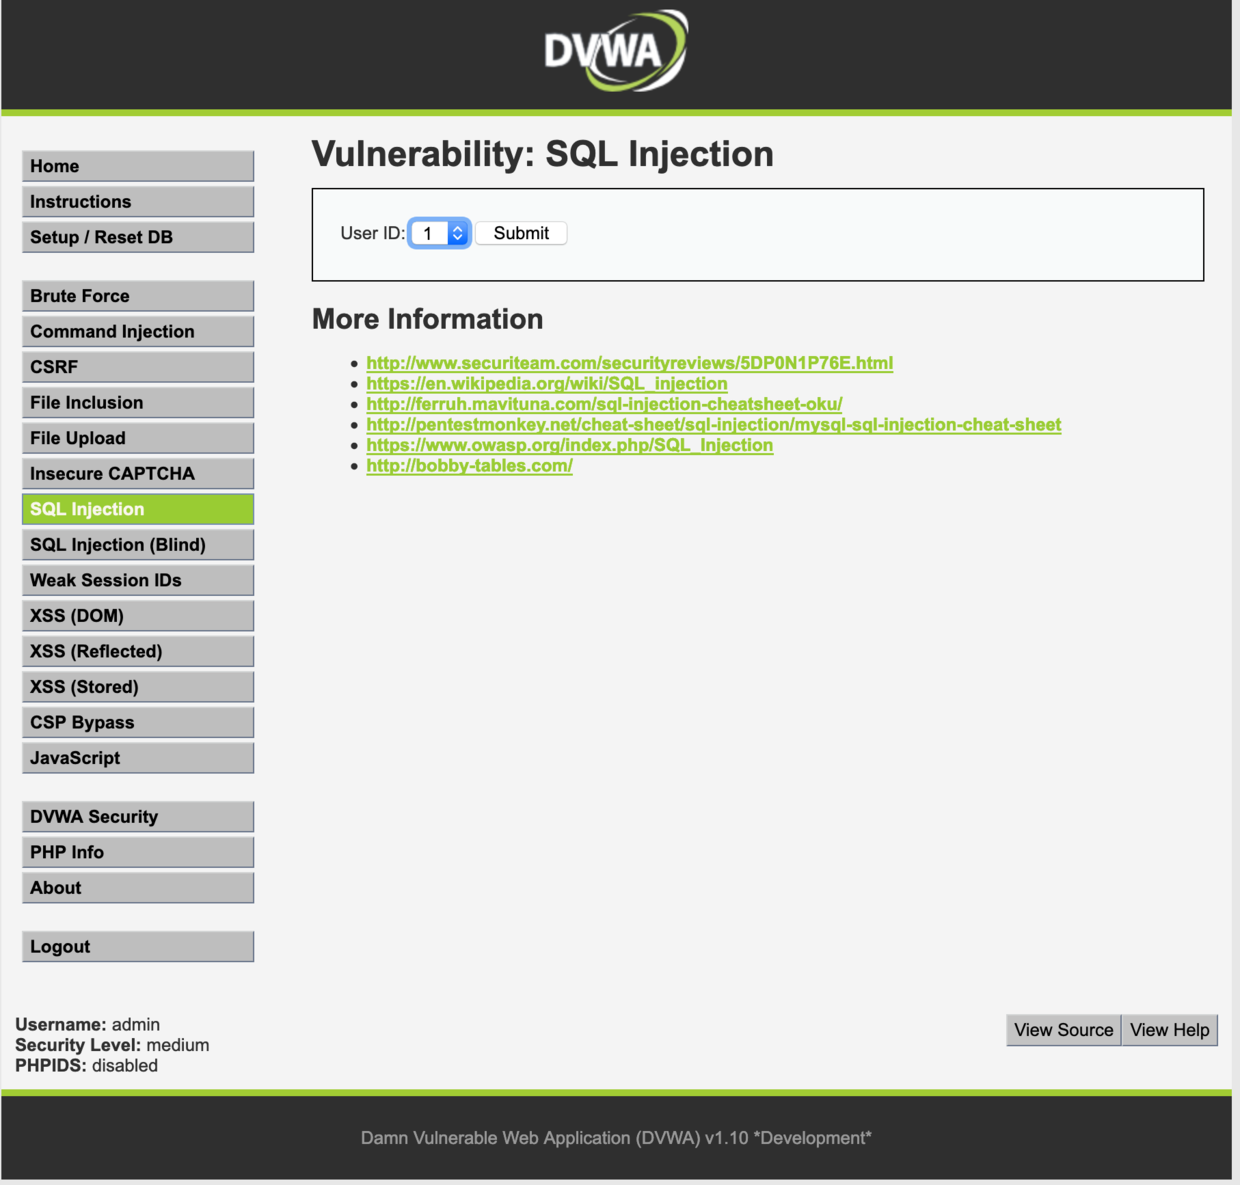 DVWA
Home
Instructions
Setup / Reset DB
Brute Force
Command Injection
CSRF
File Inclusion
File Upload
Insecure CAPTCHA
SQL Injection
SQL Injection (Blind)
Weak Session IDs
XSS (DOM)
XSS (Reflected)
XSS (Stored)
CSP Bypass
JavaScript
DVWA Security
PHP Info
About
Logout
Vulnerability: SQL Injection
User ID: 1 Submit
More Information
http://www.securiteam.com/securityreviews/5DP0N1P76E.html
https://en.wikipedia.org/wiki/SQL_injection
http://ferruh.mavituna.com/sql-injection-cheatsheet-oku/
http://pentestmonkey.net/cheat-sheet/sql-injection/mysql-sql-injection-cheat-sheet
https://www.owasp.org/index.php/SQL_Injection
http://bobby-tables.com/
Username: admin
Security Level: medium
PHPIDS: disabled
View Source View Help
Damn Vulnerable Web Application (DVWA) v1.10 *Development*